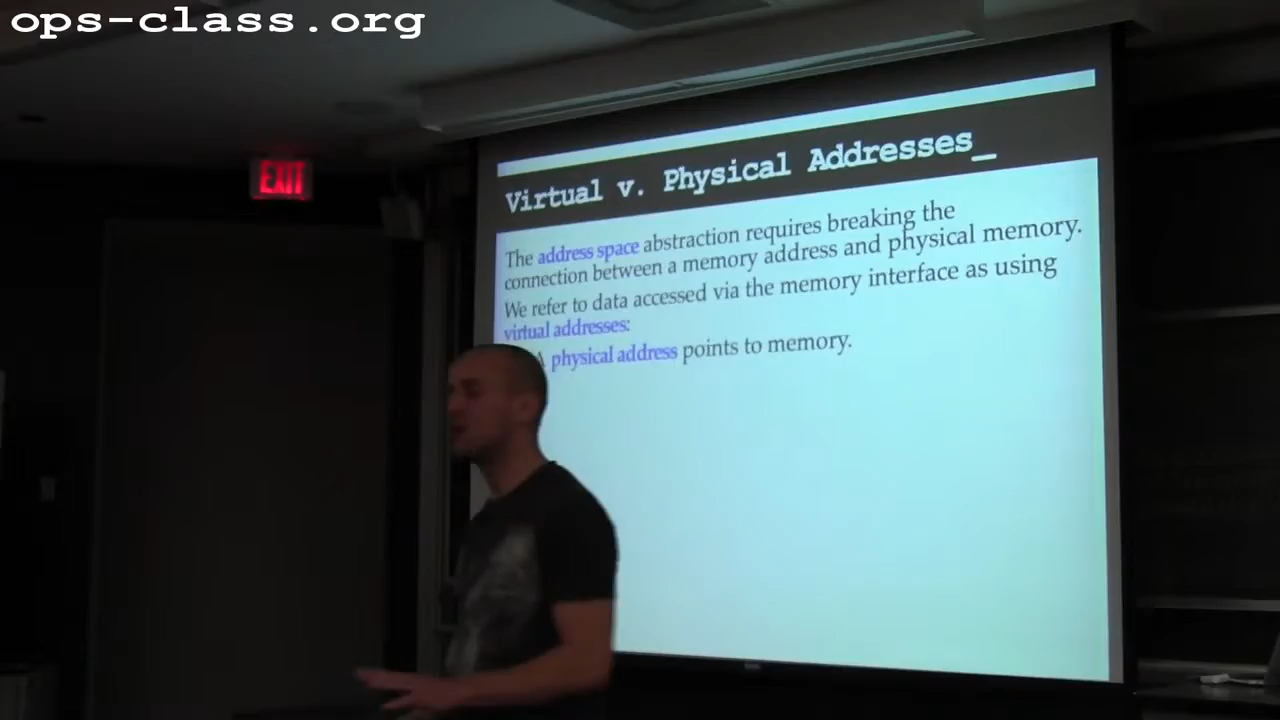 ops-class.org
EXIT
Virtual v. Physical Addresses_
The address space abstraction requires breaking the
connection between a memory address and physical memory.
We refer to data accessed via the memory interface as using
virtual addresses:
A physical address points to memory.